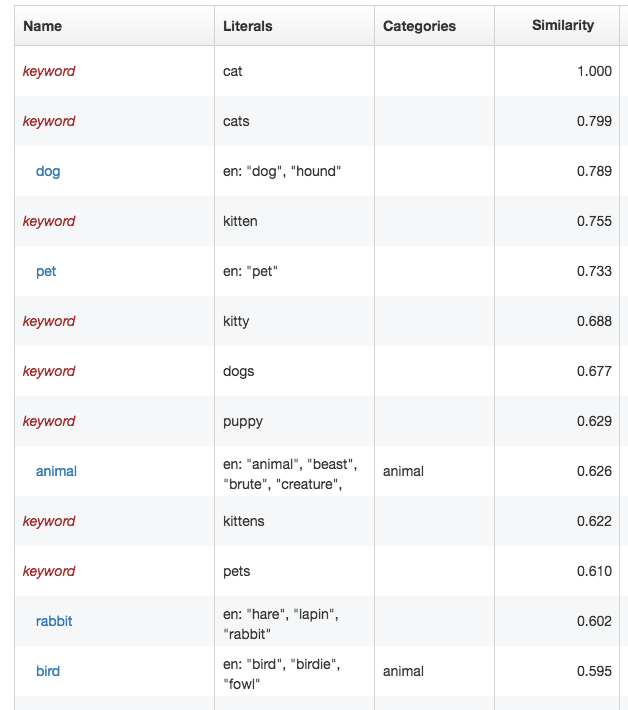 Name Literals Categories Similarity
keyword cat 1.000
keyword cats 0.799
dog en: "dog", "hound" 0.789
keyword kitten 0.755
pet en: "pet" 0.733
keyword kitty 0.688
keyword dogs 0.677
keyword puppy 0.629
animal en: "animal", "beast", animal 0.626
"brute", "creature",
keyword kittens 0.622
keyword pets 0.610
rabbit en: "hare", "lapin", 0.602
"rabbit"
bird en: "bird", "birdie", animal 0.595
"fowl"